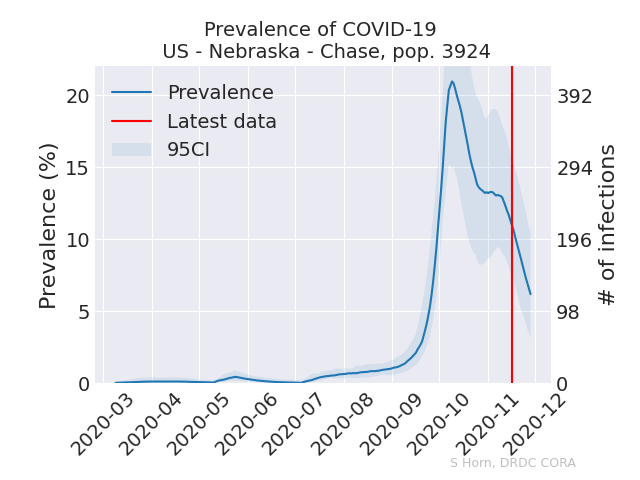 Prevalence of COVID-19
US - Nebraska - Chase, pop. 3924
Prevalence
Latest data
95CI
Prevalence (%)
20
15
10
5
0
# of infections
392
294
196
98
0
2020-03
2020-04
2020-05
2020-06
2020-07
2020-08
2020-09
2020-10
2020-11
2020-12
S Horn, DRDC CORA